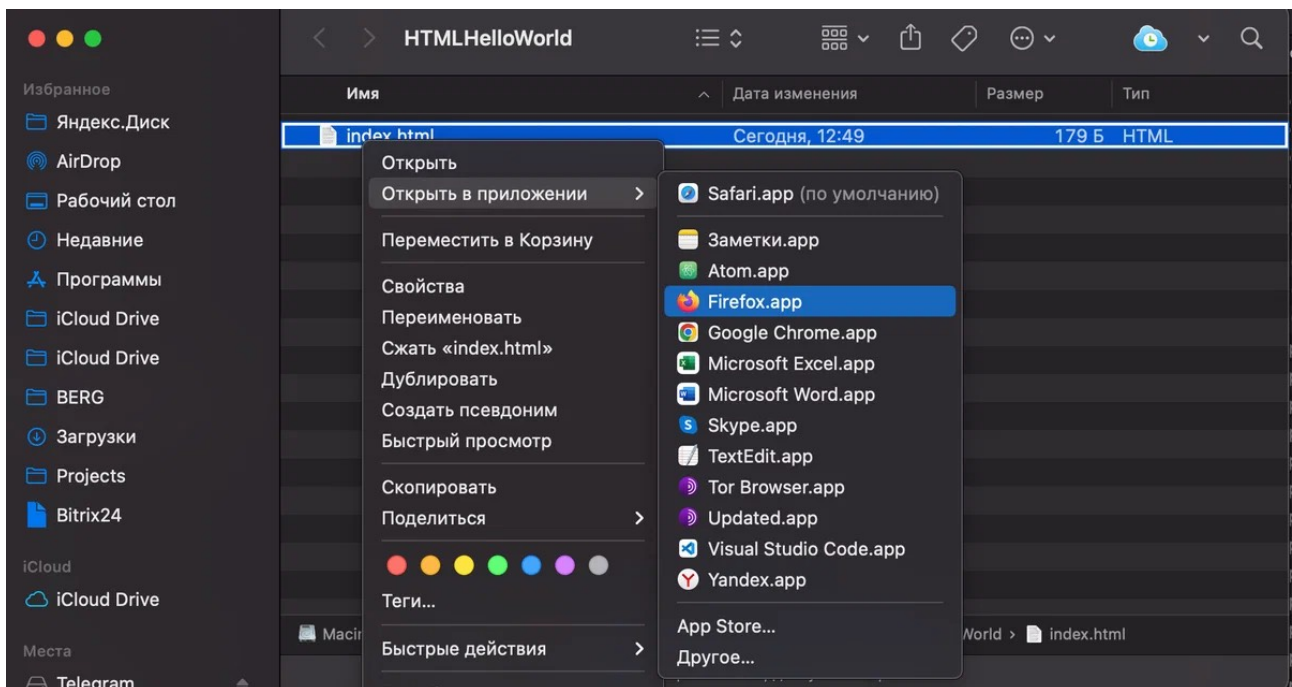 HTMLHelloWorld
Избранное
Яндекс.Диск
AirDrop
Рабочий стол
Недавние
Программы
iCloud Drive
iCloud Drive
BERG
Загрузки
Projects
Bitrix24
iCloud
iCloud Drive
Места
Telegram
Имя Дата изменения Размер Тип
index.html Сегодня, 12:49 179 Б HTML
Открыть
Открыть в приложении
Переместить в Корзину
Свойства
Переименовать
Сжать «index.html»
Дублировать
Создать псевдоним
Быстрый просмотр
Скопировать
Поделиться
Теги...
Быстрые действия
Safari.app (по умолчанию)
Заметки.app
Atom.app
Firefox.app
Google Chrome.app
Microsoft Excel.app
Microsoft Word.app
Skype.app
TextEdit.app
Tor Browser.app
Updated.app
Visual Studio Code.app
Yandex.app
App Store...
Другое...
World › index.html